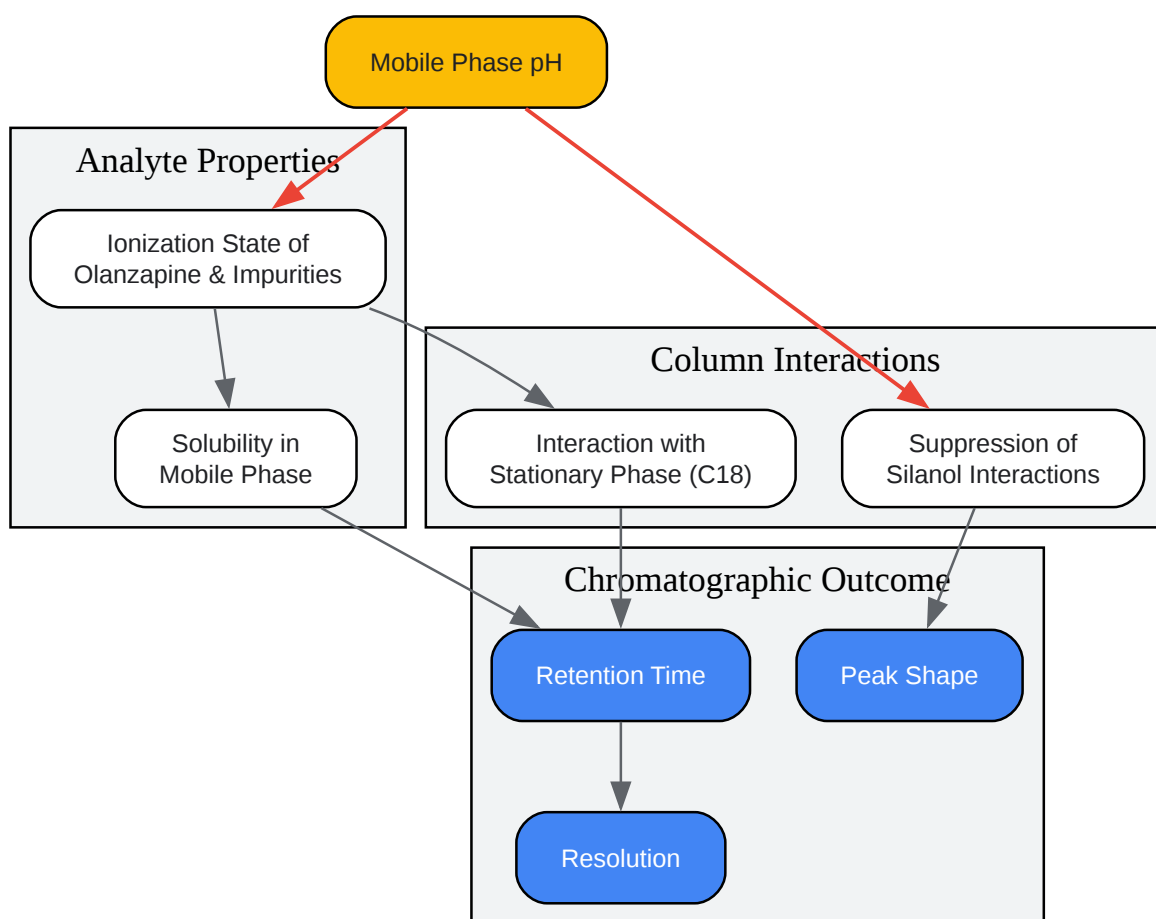 Mobile Phase pH
Analyte Properties
Ionization State of
Olanzapine & Impurities
Solubility in
Mobile Phase
Column Interactions
Interaction with
Stationary Phase (C18)
Suppression of
Silanol Interactions
Chromatographic Outcome
Retention Time
Peak Shape
Resolution